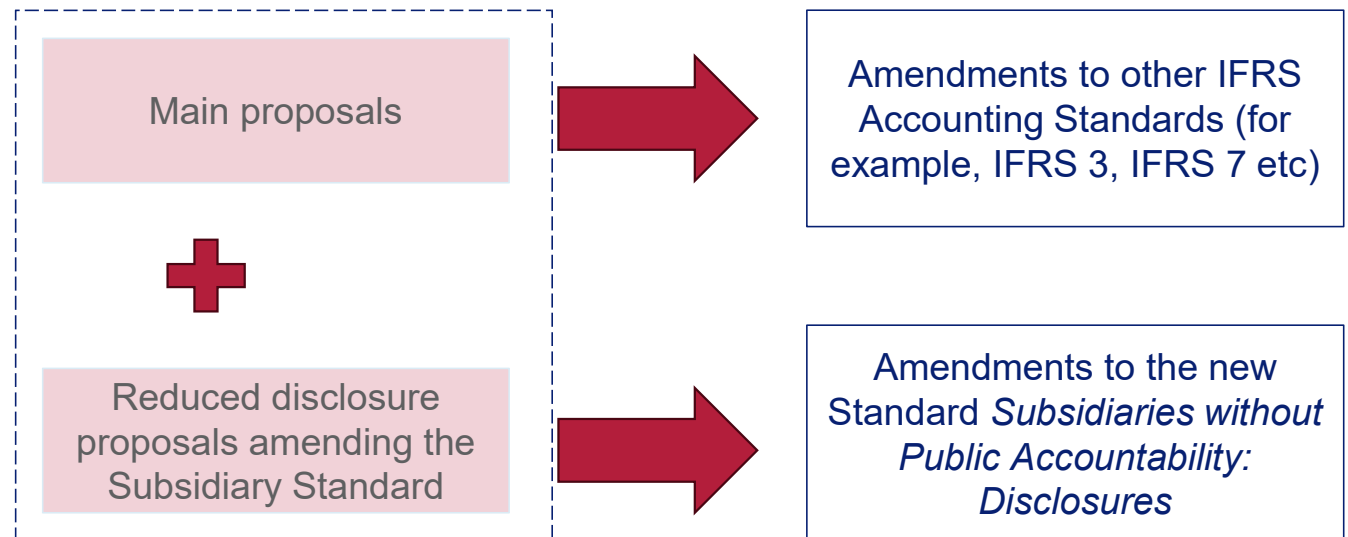 Main proposals
Amendments to other IFRS
Accounting Standards (for
example, IFRS 3, IFRS 7 etc)
Reduced disclosure
proposals amending the
Subsidiary Standard
Amendments to the new
Standard Subsidiaries without
Public Accountability:
Disclosures